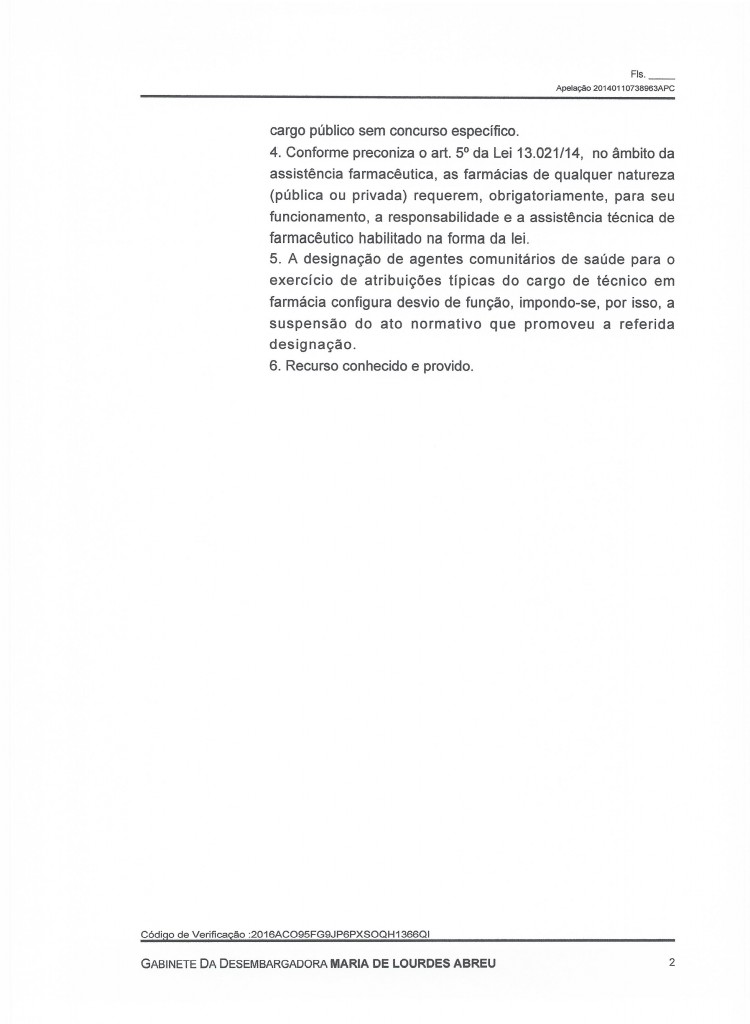 Fls. _____
Apelação 20140110738963APC
cargo público sem concurso específico.
4. Conforme preconiza o art. 5º da Lei 13.021/14, no âmbito da
assistência farmacêutica, as farmácias de qualquer natureza
(pública ou privada) requerem, obrigatoriamente, para seu
funcionamento, a responsabilidade e a assistência técnica de
farmacêutico habilitado na forma da lei.
5. A designação de agentes comunitários de saúde para o
exercício de atribuições típicas do cargo de técnico em
farmácia configura desvio de função, impondo-se, por isso, a
suspensão do ato normativo que promoveu a referida
designação.
6. Recurso conhecido e provido.
Código de Verificação :2016ACO95FG9JP6PXSOQH1366QI
GABINETE DA DESEMBARGADORA MARIA DE LOURDES ABREU 2